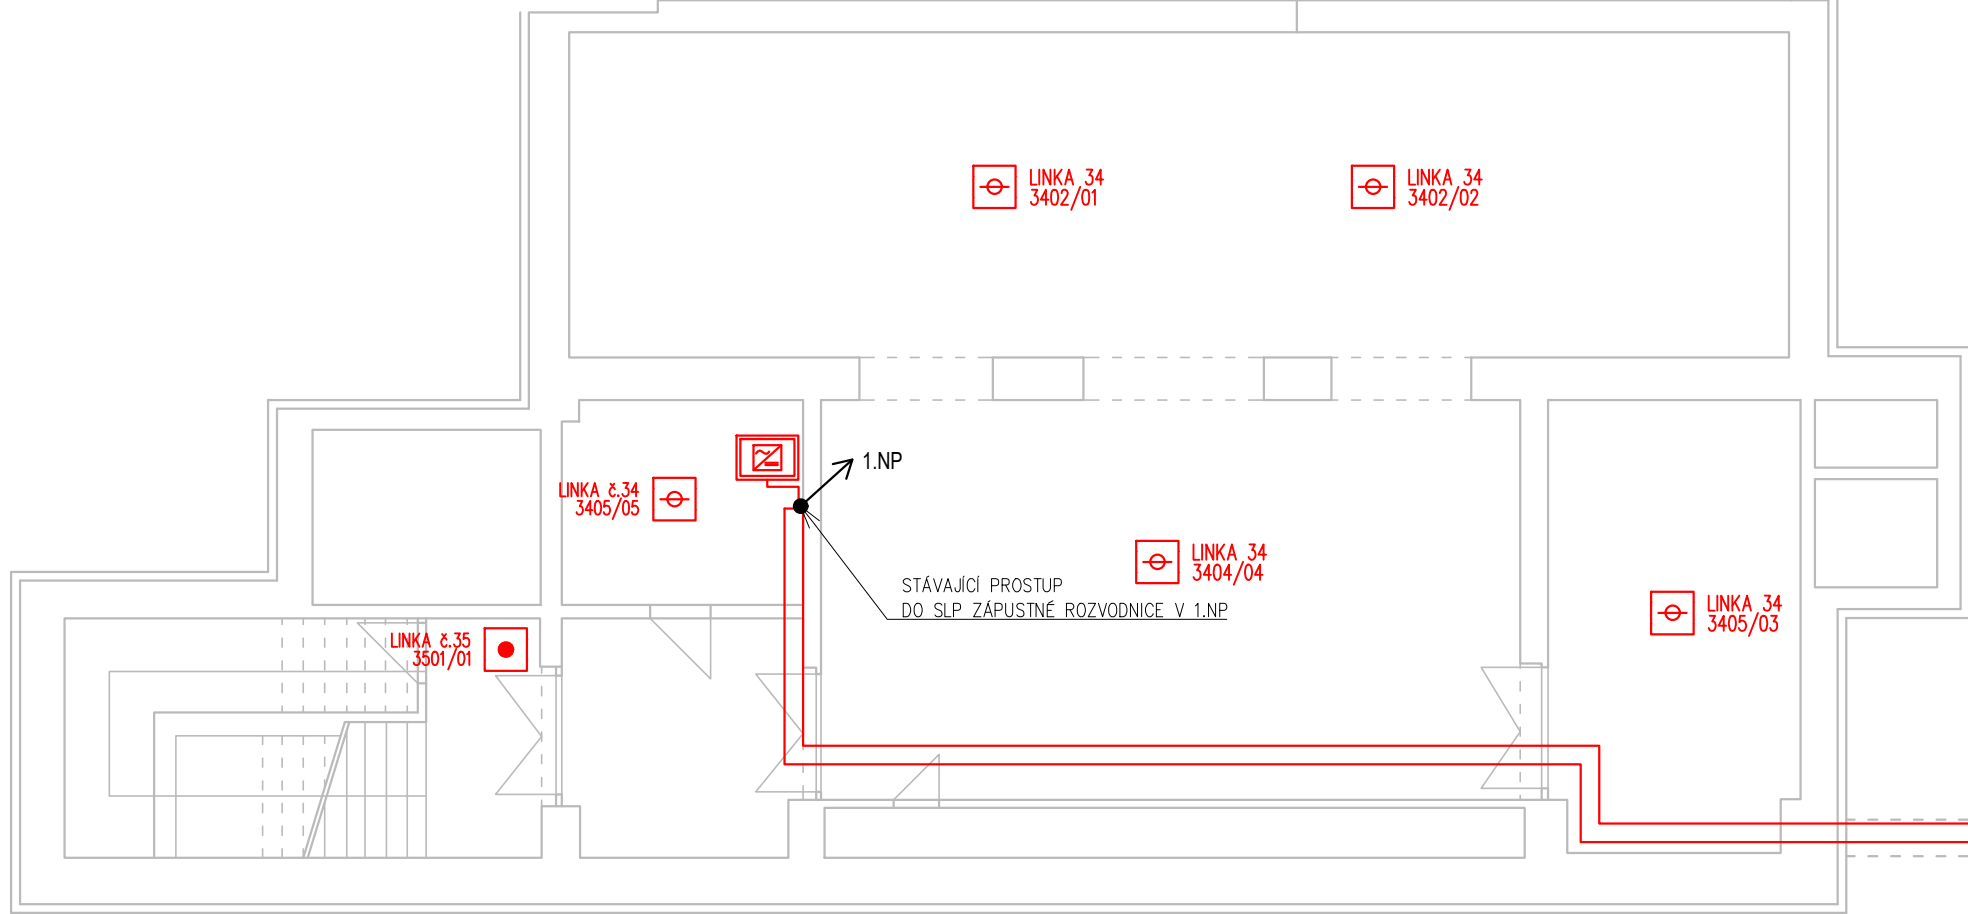 LINKA 34
3402/01
LINKA 34
3402/02
1.NP
LINKA č.34
3405/05
LINKA 34
3404/04
STÁVAJÍCÍ PROSTUP
DO SLP ZÁPUSTNÉ ROZVODNICE V 1.NP
LINKA 34
3405/03
LINKA č.35
3501/01